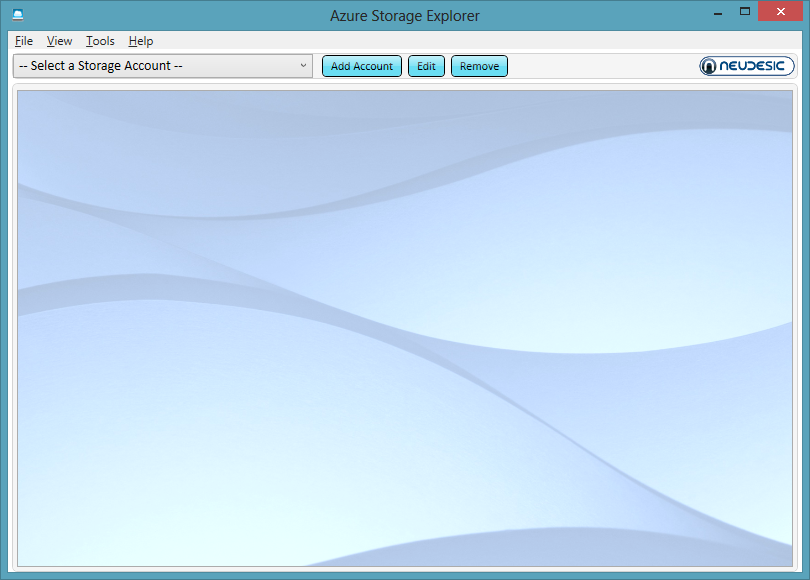 Azure Storage Explorer
File View Tools Help
-- Select a Storage Account -- Add Account Edit Remove NEUDESIC